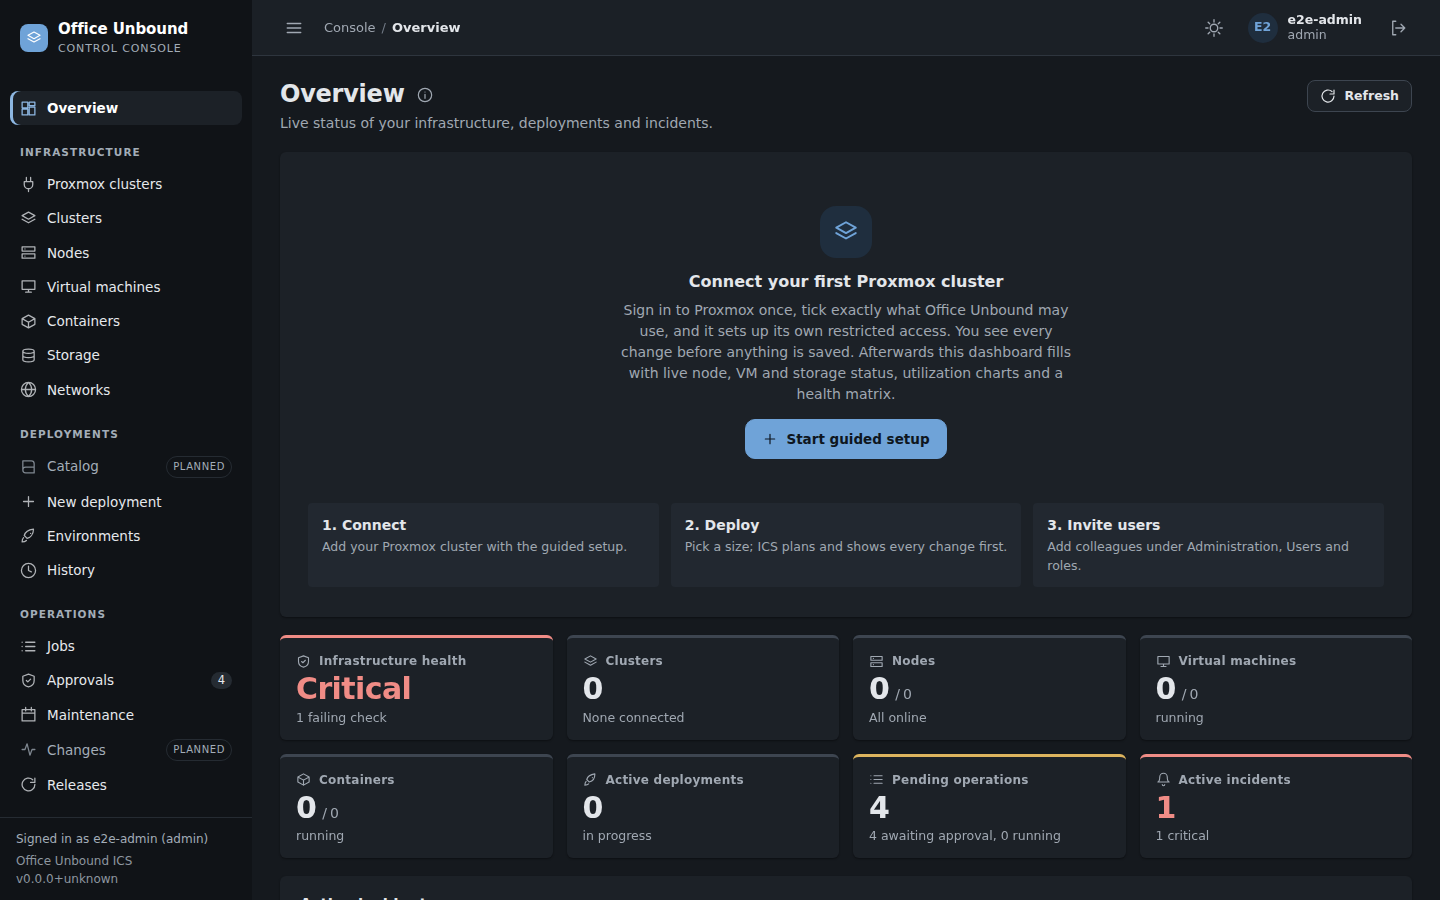 Office Unbound
CONTROL CONSOLE
Overview
INFRASTRUCTURE
Proxmox clusters
Clusters
Nodes
Virtual machines
Containers
Storage
Networks
DEPLOYMENTS
Catalog PLANNED
New deployment
Environments
History
OPERATIONS
Jobs
Approvals 4
Maintenance
Changes PLANNED
Releases
Signed in as e2e-admin (admin)
Office Unbound ICS
v0.0.0+unknown
Console / Overview
E2
e2e-admin
admin
Overview
Refresh
Live status of your infrastructure, deployments and incidents.
Connect your first Proxmox cluster
Sign in to Proxmox once, tick exactly what Office Unbound may
use, and it sets up its own restricted access. You see every
change before anything is saved. Afterwards this dashboard fills
with live node, VM and storage status, utilization charts and a
health matrix.
Start guided setup
1. Connect
Add your Proxmox cluster with the guided setup.
2. Deploy
Pick a size; ICS plans and shows every change first.
3. Invite users
Add colleagues under Administration, Users and
roles.
Infrastructure health
Critical
1 failing check
Clusters
0
None connected
Nodes
0 / 0
All online
Virtual machines
0 / 0
running
Containers
0 / 0
running
Active deployments
0
in progress
Pending operations
4
4 awaiting approval, 0 running
Active incidents
1
1 critical